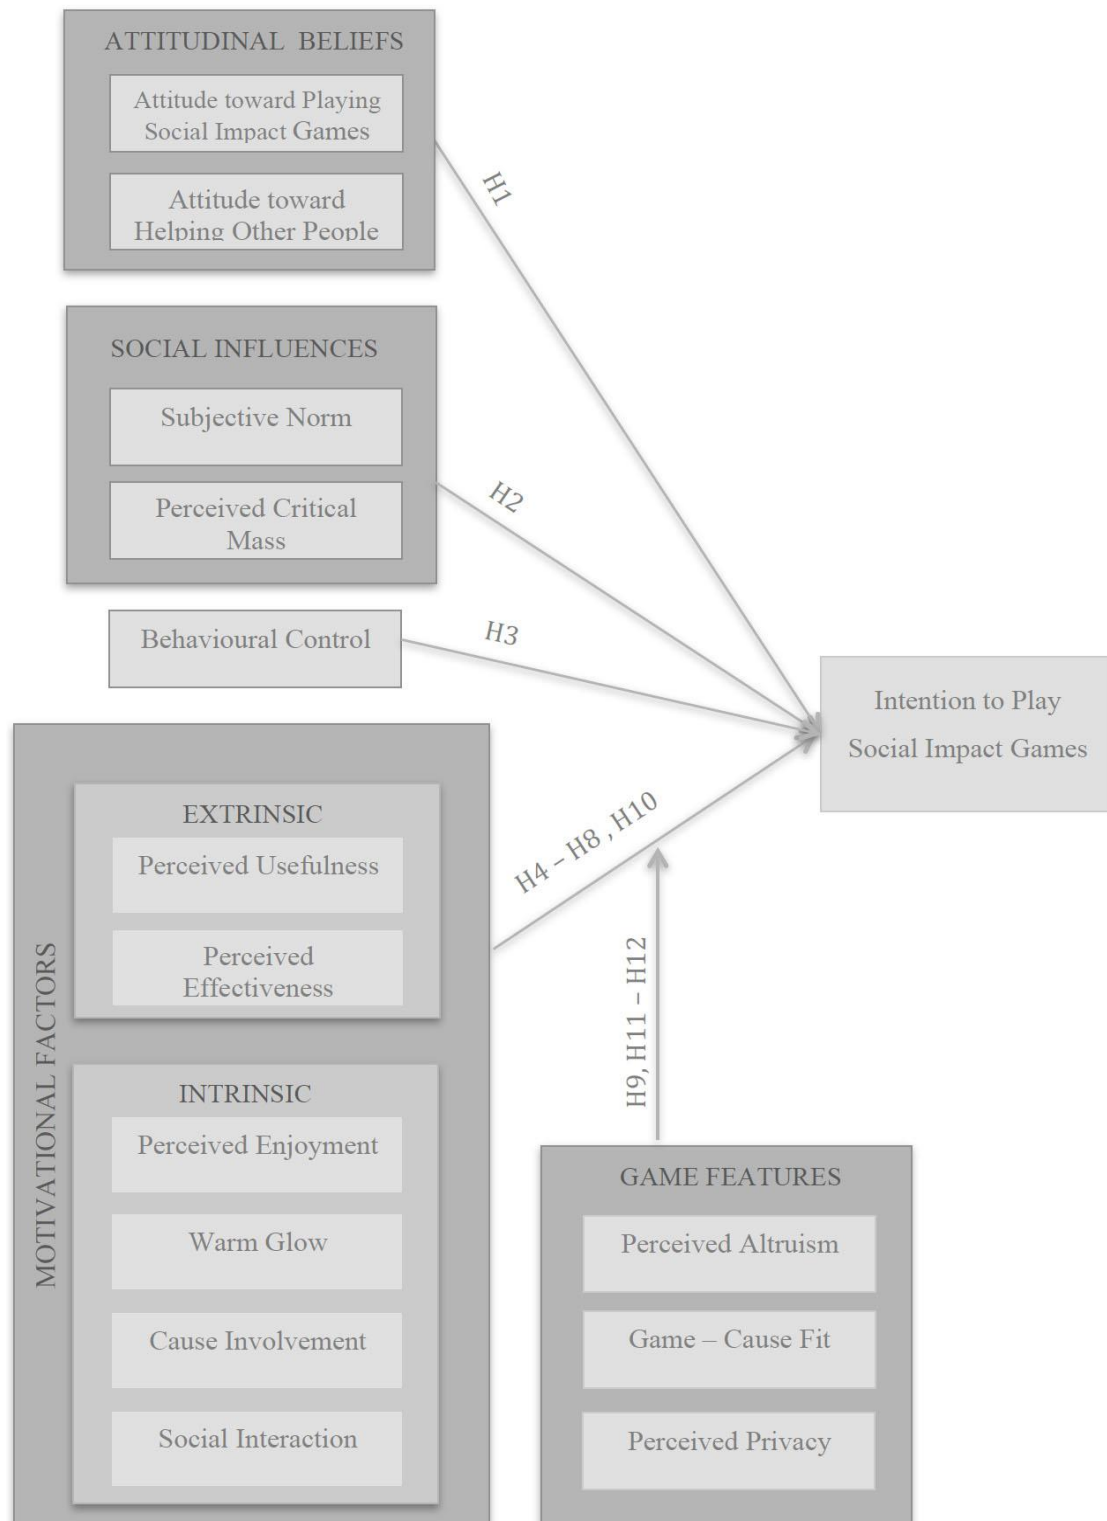 ATTITUDINAL BELIEFS
Attitude toward Playing
Social Impact Games
Attitude toward
Helping Other People
H1
SOCIAL INFLUENCES
Subjective Norm
Perceived Critical
Mass
H2
Behavioural Control
H3
Intention to Play
Social Impact Games
MOTIVATIONAL FACTORS
EXTRINSIC
Perceived Usefulness
Perceived
Effectiveness
H4 – H8 , H10
INTRINSIC
Perceived Enjoyment
Warm Glow
Cause Involvement
Social Interaction
H9, H11 – H12
GAME FEATURES
Perceived Altruism
Game – Cause Fit
Perceived Privacy